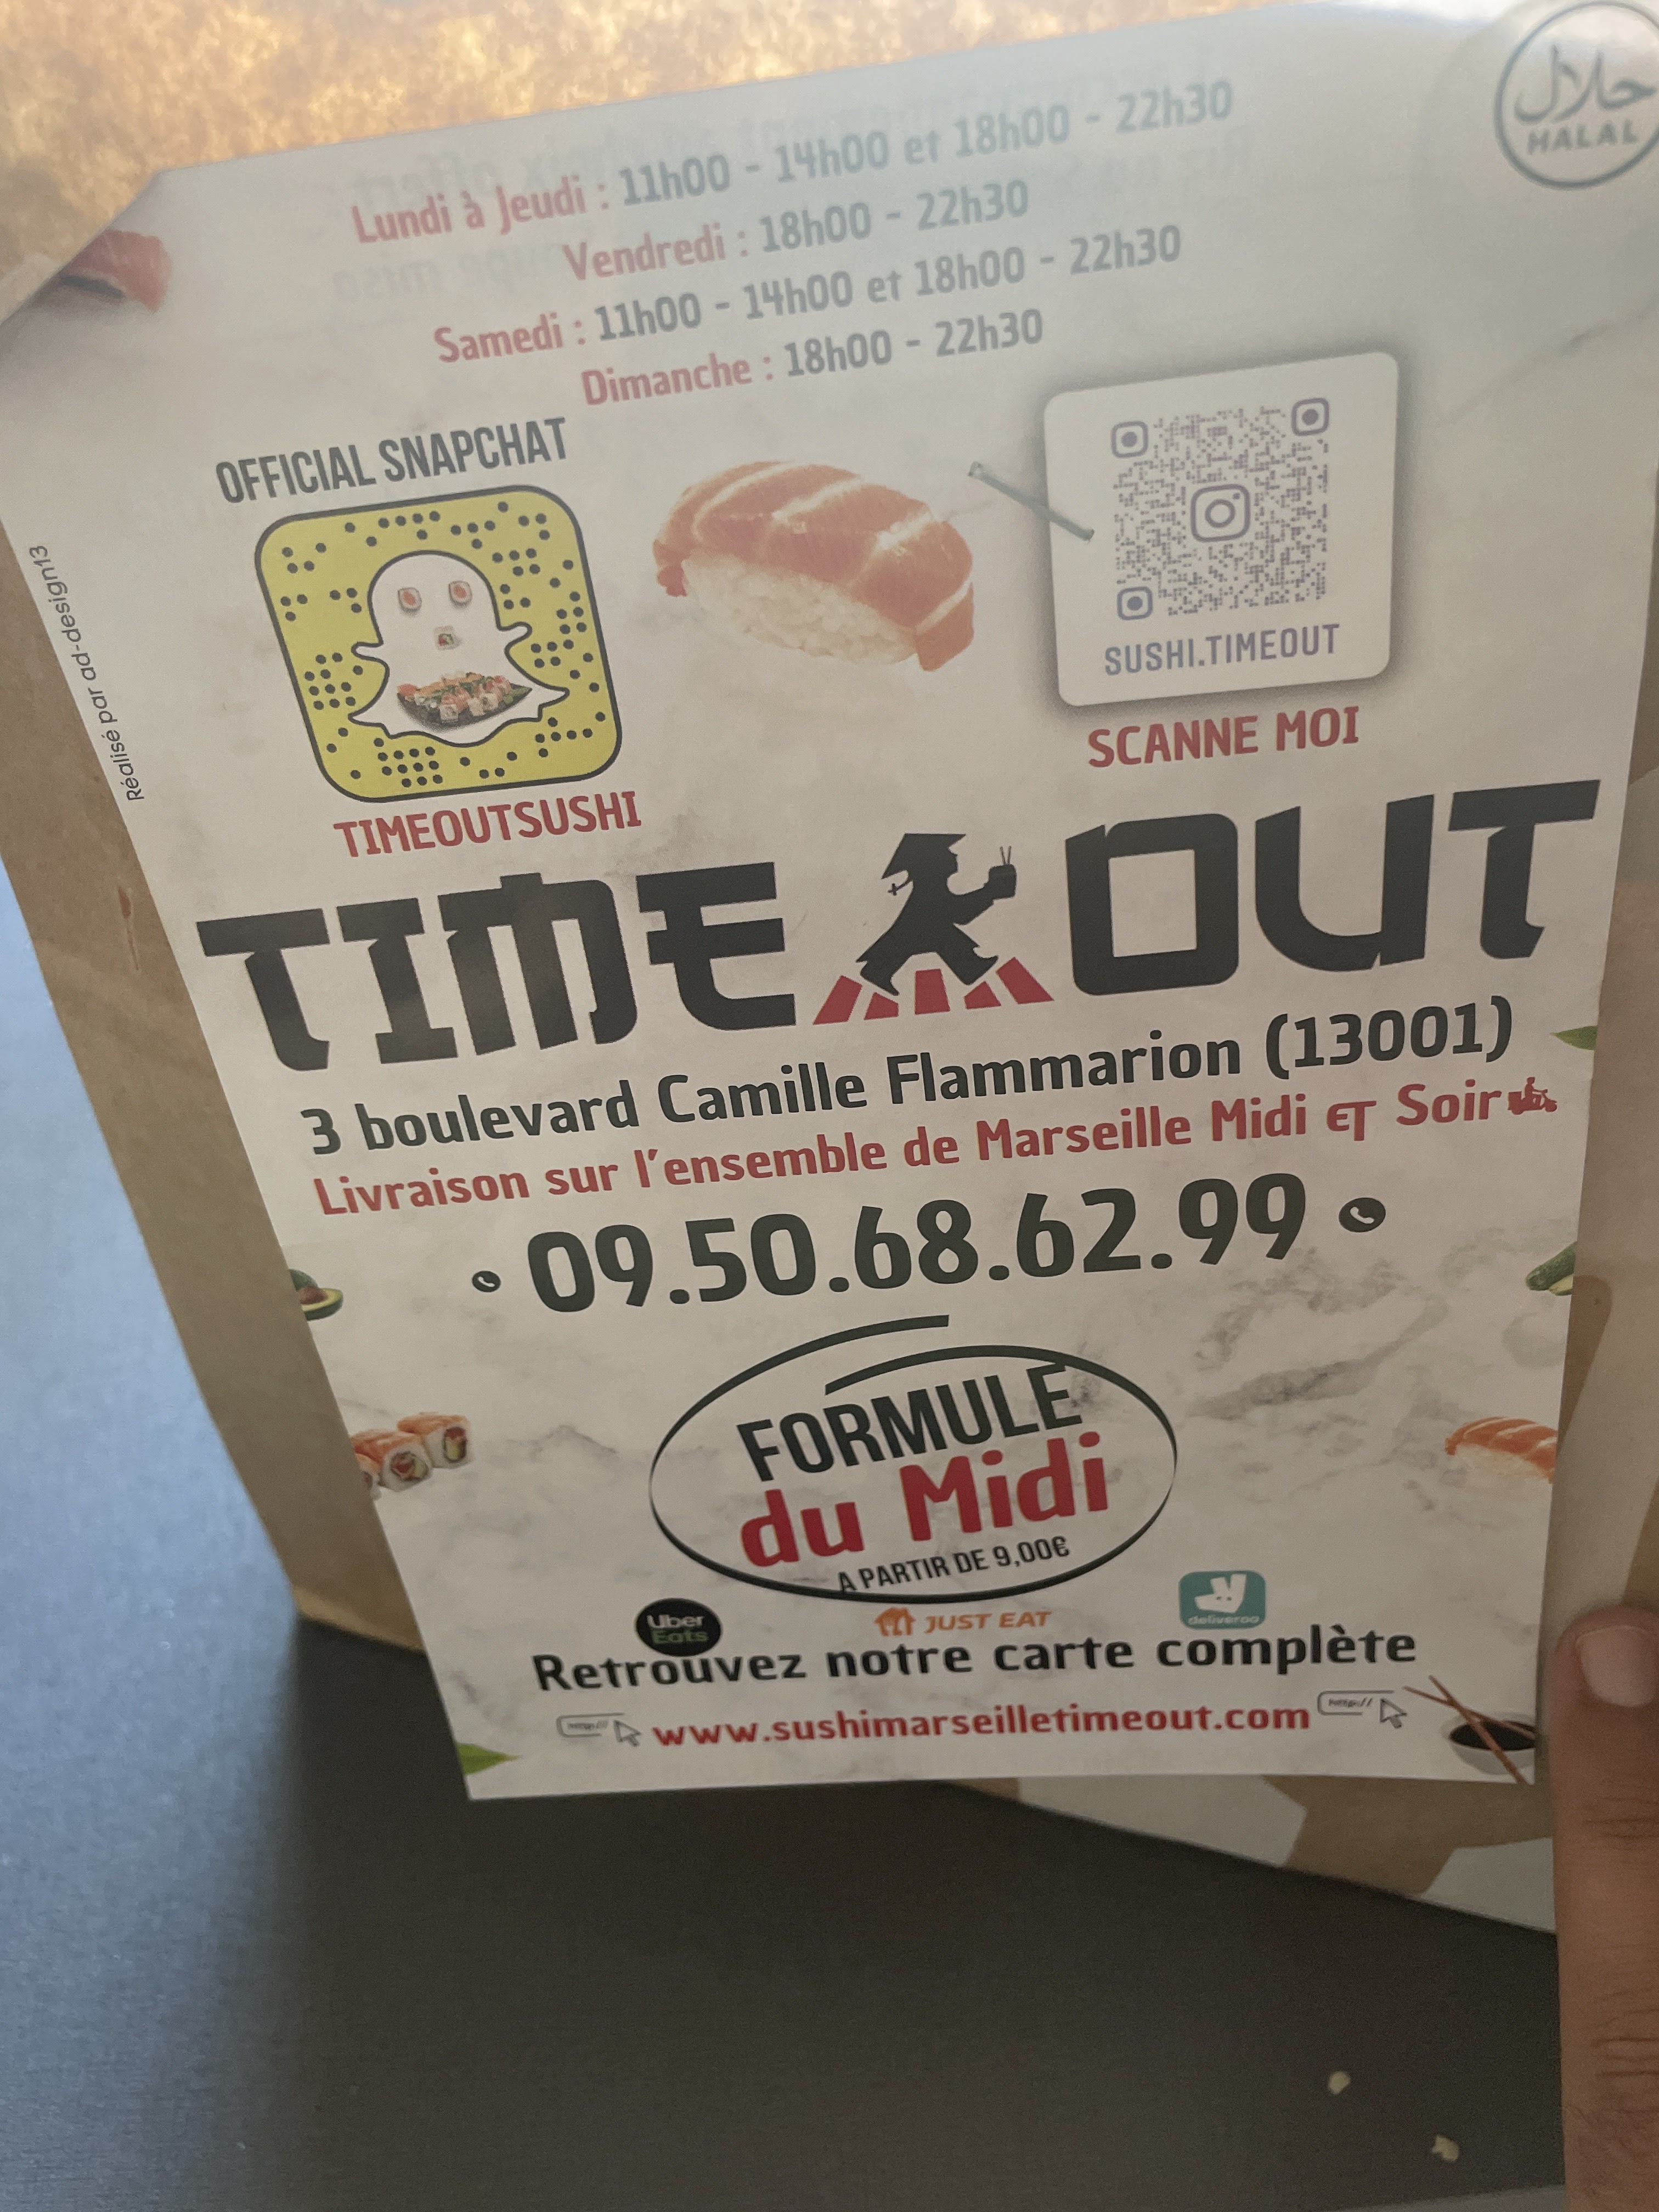 حلال
HALAL
Lundi à Jeudi : 11h00 - 14h00 et 18h00 - 22h30
Vendredi : 18h00 - 22h30
Samedi : 11h00 - 14h00 et 18h00 - 22h30
Dimanche : 18h00 - 22h30
OFFICIAL SNAPCHAT
TIMEOUTSUSHI
SUSHI.TIMEOUT
SCANNE MOI
Réalisé par ad-design13
TIME OUT
3 boulevard Camille Flammarion (13001)
Livraison sur l'ensemble de Marseille Midi ET Soir
09.50.68.62.99
FORMULE
du Midi
A PARTIR DE 9,00€
Uber
Eats
JUST EAT
deliveroo
Retrouvez notre carte complète
http:// www.sushimarseilletimeout.com http://